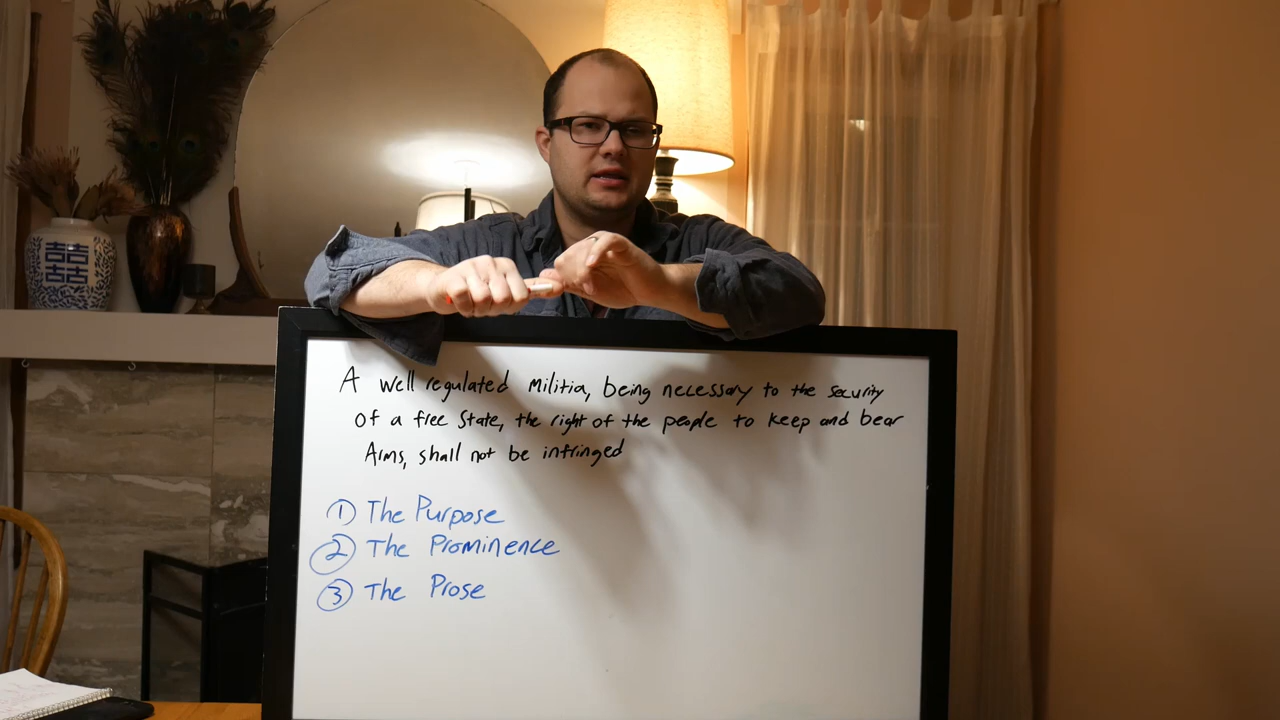 A well regulated Militia, being necessary to the security
of a free State, the right of the people to keep and bear
Arms, shall not be infringed
① The Purpose
② The Prominence
③ The Prose
囍